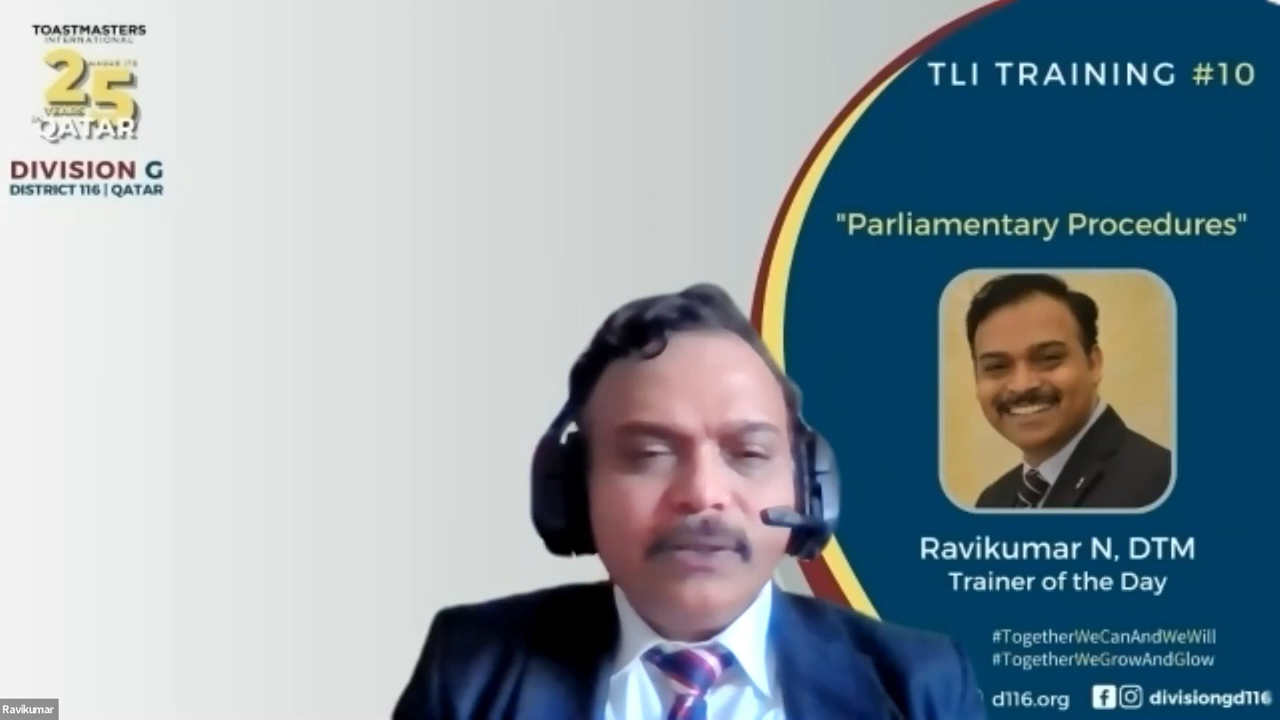 TOASTMASTERS
INTERNATIONAL
25
YEARS
QATAR
DIVISION G
DISTRICT 116 | QATAR
TLI TRAINING #10
"Parliamentary Procedures"
Ravikumar N, DTM
Trainer of the Day
#TogetherWeCanAndWeWill
#TogetherWeGrowAndGlow
d116.org
divisiongd116
Ravikumar